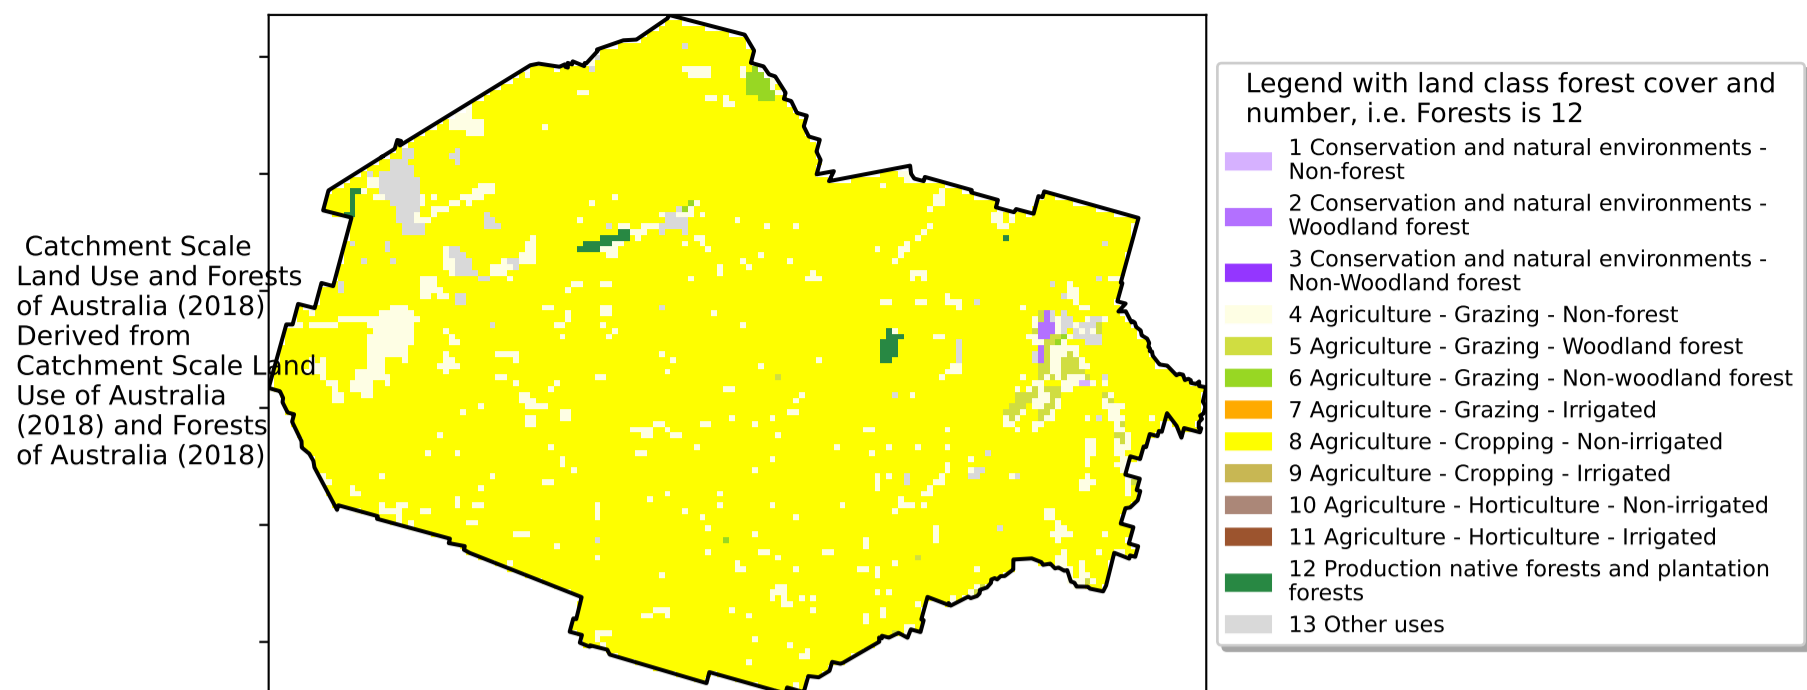 Catchment Scale
Land Use and Forests
of Australia (2018)
Derived from
Catchment Scale Land
Use of Australia
(2018) and Forests
of Australia (2018)
Legend with land class forest cover and
number, i.e. Forests is 12
1 Conservation and natural environments -
Non-forest
2 Conservation and natural environments -
Woodland forest
3 Conservation and natural environments -
Non-Woodland forest
4 Agriculture - Grazing - Non-forest
5 Agriculture - Grazing - Woodland forest
6 Agriculture - Grazing - Non-woodland forest
7 Agriculture - Grazing - Irrigated
8 Agriculture - Cropping - Non-irrigated
9 Agriculture - Cropping - Irrigated
10 Agriculture - Horticulture - Non-irrigated
11 Agriculture - Horticulture - Irrigated
12 Production native forests and plantation
forests
13 Other uses